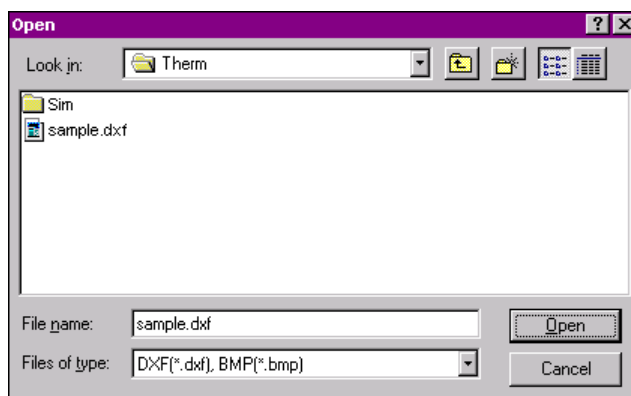 Open
Look in: Therm
Sim
sample.dxf
File name: sample.dxf Open
Files of type: DXF(*.dxf), BMP(*.bmp) Cancel